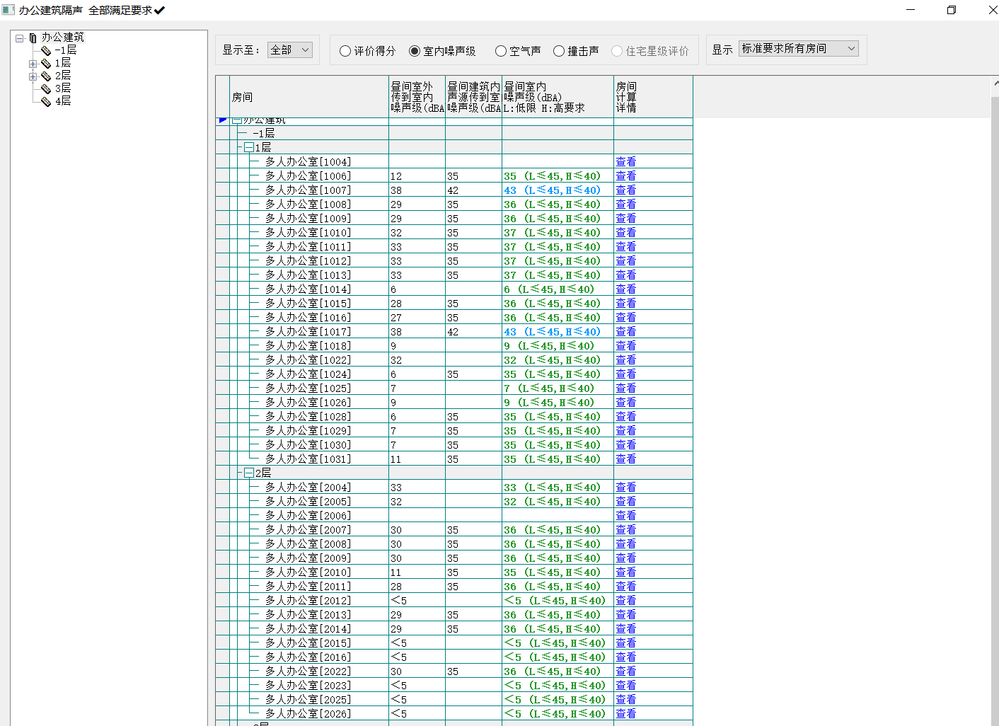 办公建筑隔声 全部满足要求✔
办公建筑
-1层
1层
2层
3层
4层
显示至： 全部
评价得分 室内噪声级 空气声 撞击声 住宅星级评价
显示 标准要求所有房间
房间
昼间室外
传到室内
噪声级(dBA
昼间建筑内
声源传到室
噪声级(dBA
昼间室内
噪声级(dBA)
L:低限 H:高要求
房间
计算
详情
办公建筑
-1层
1层
多人办公室[1004] 查看
多人办公室[1006] 12 35 35 (L≤45,H≤40) 查看
多人办公室[1007] 38 42 43 (L≤45,H≤40) 查看
多人办公室[1008] 29 35 36 (L≤45,H≤40) 查看
多人办公室[1009] 29 35 36 (L≤45,H≤40) 查看
多人办公室[1010] 32 35 37 (L≤45,H≤40) 查看
多人办公室[1011] 33 35 37 (L≤45,H≤40) 查看
多人办公室[1012] 33 35 37 (L≤45,H≤40) 查看
多人办公室[1013] 33 35 37 (L≤45,H≤40) 查看
多人办公室[1014] 6 6 (L≤45,H≤40) 查看
多人办公室[1015] 28 35 36 (L≤45,H≤40) 查看
多人办公室[1016] 27 35 36 (L≤45,H≤40) 查看
多人办公室[1017] 38 42 43 (L≤45,H≤40) 查看
多人办公室[1018] 9 9 (L≤45,H≤40) 查看
多人办公室[1022] 32 32 (L≤45,H≤40) 查看
多人办公室[1024] 6 35 35 (L≤45,H≤40) 查看
多人办公室[1025] 7 7 (L≤45,H≤40) 查看
多人办公室[1026] 9 9 (L≤45,H≤40) 查看
多人办公室[1028] 6 35 35 (L≤45,H≤40) 查看
多人办公室[1029] 7 35 35 (L≤45,H≤40) 查看
多人办公室[1030] 7 35 35 (L≤45,H≤40) 查看
多人办公室[1031] 11 35 35 (L≤45,H≤40) 查看
2层
多人办公室[2004] 33 33 (L≤45,H≤40) 查看
多人办公室[2005] 32 32 (L≤45,H≤40) 查看
多人办公室[2006] 查看
多人办公室[2007] 30 35 36 (L≤45,H≤40) 查看
多人办公室[2008] 30 35 36 (L≤45,H≤40) 查看
多人办公室[2009] 30 35 36 (L≤45,H≤40) 查看
多人办公室[2010] 11 35 35 (L≤45,H≤40) 查看
多人办公室[2011] 28 35 36 (L≤45,H≤40) 查看
多人办公室[2012] ＜5 ＜5 (L≤45,H≤40) 查看
多人办公室[2013] 29 35 36 (L≤45,H≤40) 查看
多人办公室[2014] 29 35 36 (L≤45,H≤40) 查看
多人办公室[2015] ＜5 ＜5 (L≤45,H≤40) 查看
多人办公室[2016] ＜5 ＜5 (L≤45,H≤40) 查看
多人办公室[2022] 30 35 36 (L≤45,H≤40) 查看
多人办公室[2023] ＜5 ＜5 (L≤45,H≤40) 查看
多人办公室[2025] ＜5 ＜5 (L≤45,H≤40) 查看
多人办公室[2026] ＜5 ＜5 (L≤45,H≤40) 查看